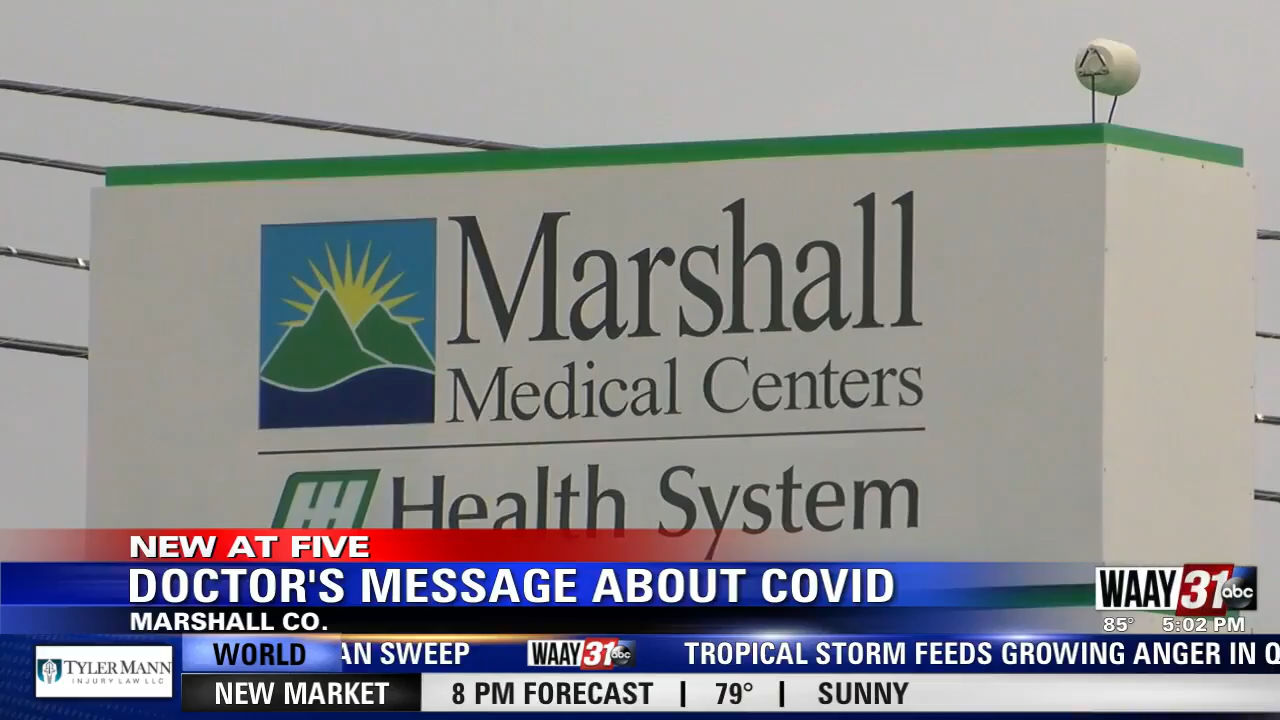 Marshall
Medical Centers
Health System
NEW AT FIVE
DOCTOR'S MESSAGE ABOUT COVID
MARSHALL CO.
WAAY 31 abc
85° 5:02 PM
TYLER MANN
INJURY LAW LLC
WORLD
AN SWEEP WAAY 31 abc TROPICAL STORM FEEDS GROWING ANGER IN
NEW MARKET
8 PM FORECAST | 79° | SUNNY